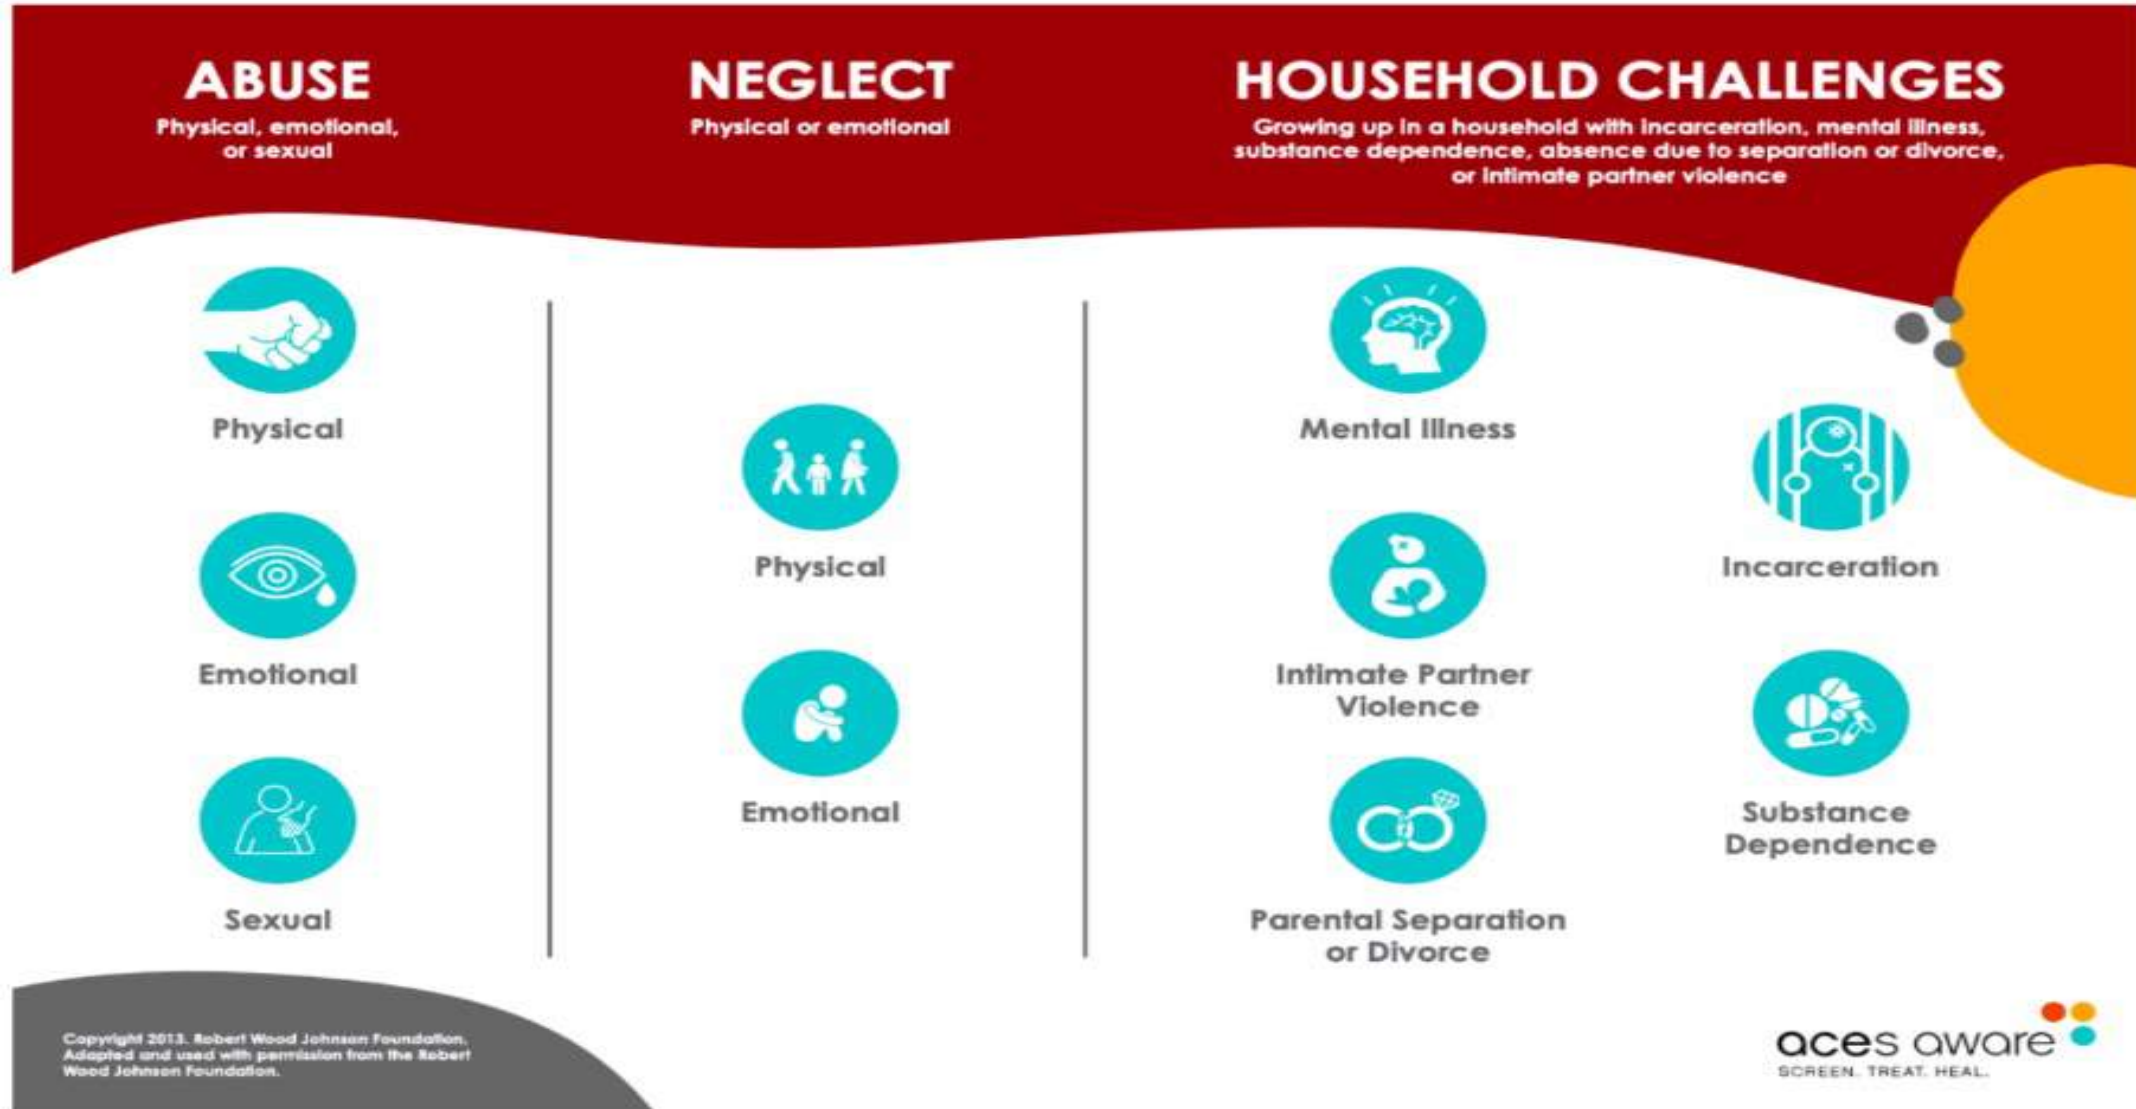 ABUSE
Physical, emotional,
or sexual
NEGLECT
Physical or emotional
HOUSEHOLD CHALLENGES
Growing up in a household with incarceration, mental illness,
substance dependence, absence due to separation or divorce,
or intimate partner violence
Physical
Emotional
Sexual
Physical
Emotional
Mental Illness
Intimate Partner
Violence
Parental Separation
or Divorce
Incarceration
Substance
Dependence
Copyright 2013. Robert Wood Johnson Foundation.
Adapted and used with permission from the Robert
Wood Johnson Foundation.
aces aware
SCREEN. TREAT. HEAL.